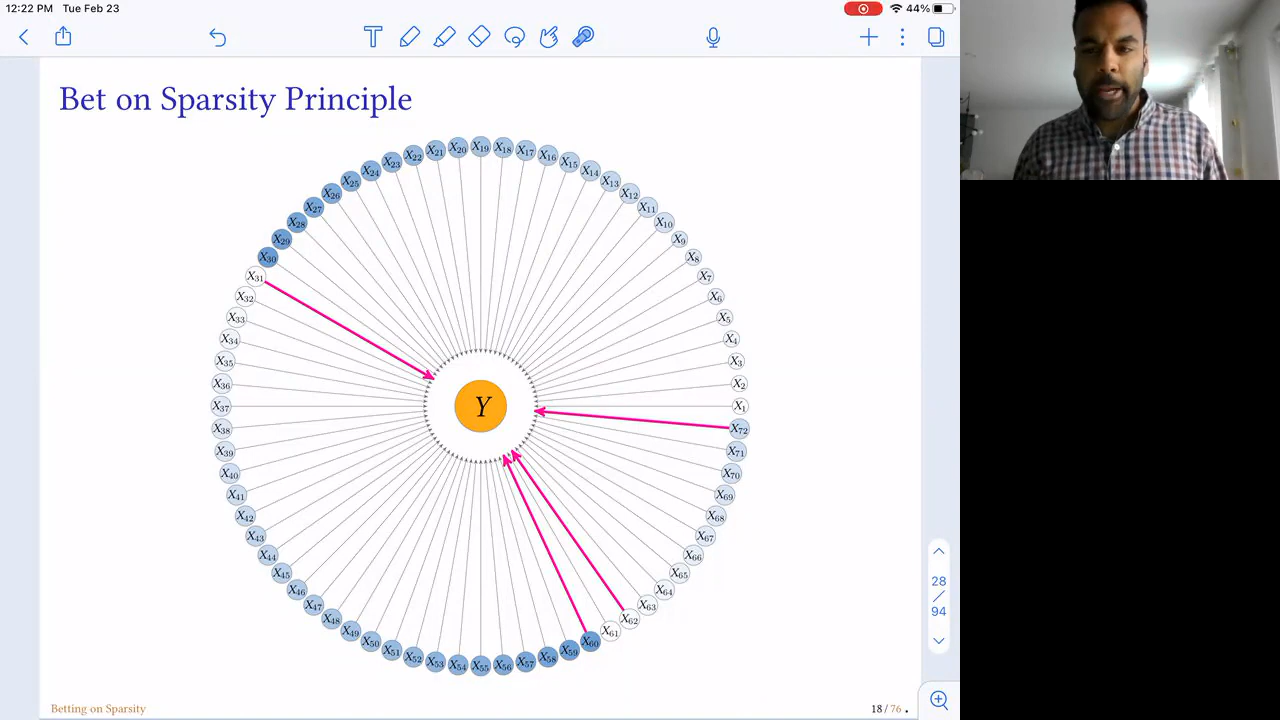 12:22 PM Tue Feb 23
44%
Bet on Sparsity Principle
X19
X20 X18
X21 X17
X22 X16
X23 X15
X24 X14
X25 X13
X26 X12
X27 X11
X28 X10
X29 X9
X30 X8
X31 X7
X32 X6
X33 X5
X34 X4
X35 X3
X36 X2
X37 Y X1
X38 X72
X39 X71
X40 X70
X41 X69
X42 X68
X43 X67
X44 X66
X45 X65
X46 X64
X47 X63
X48 X62
X49 X61
X50 X60
X51 X59
X52 X58
X53 X57
X54 X56
X55
28
/
94
Betting on Sparsity 18 / 76 .